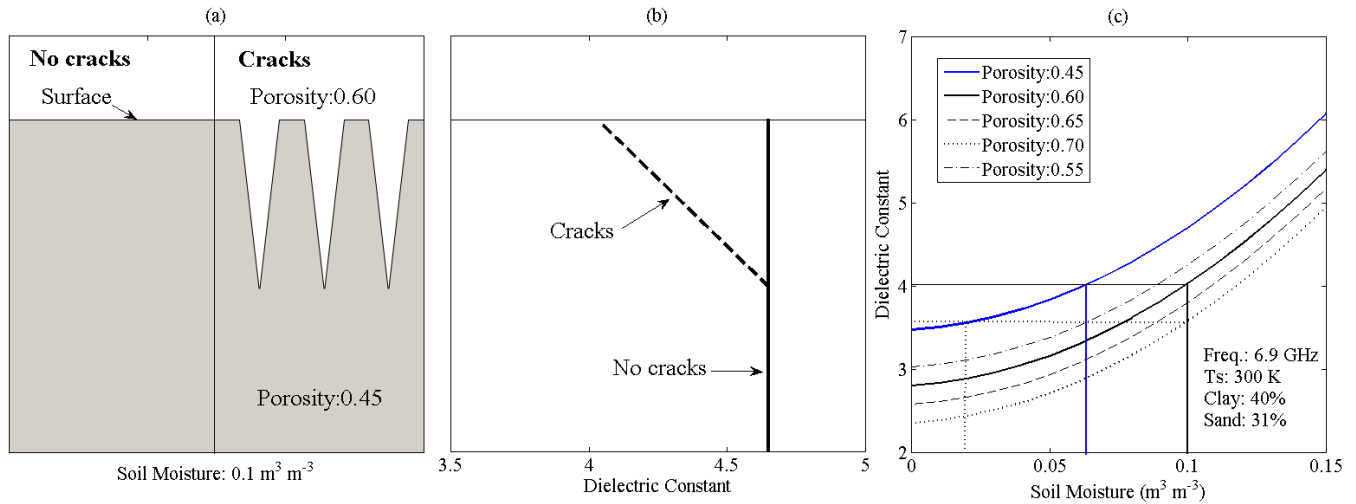 (a)
No cracks
Cracks
Surface
Porosity:0.60
Porosity:0.45
Soil Moisture: 0.1 m³ m⁻³
(b)
Cracks
No cracks
3.5 4 4.5 5
Dielectric Constant
(c)
7
6
5
4
3
2
Dielectric Constant
Porosity:0.45
Porosity:0.60
Porosity:0.65
Porosity:0.70
Porosity:0.55
Freq.: 6.9 GHz
Ts: 300 K
Clay: 40%
Sand: 31%
0 0.05 0.1 0.15
Soil Moisture (m³ m⁻³)